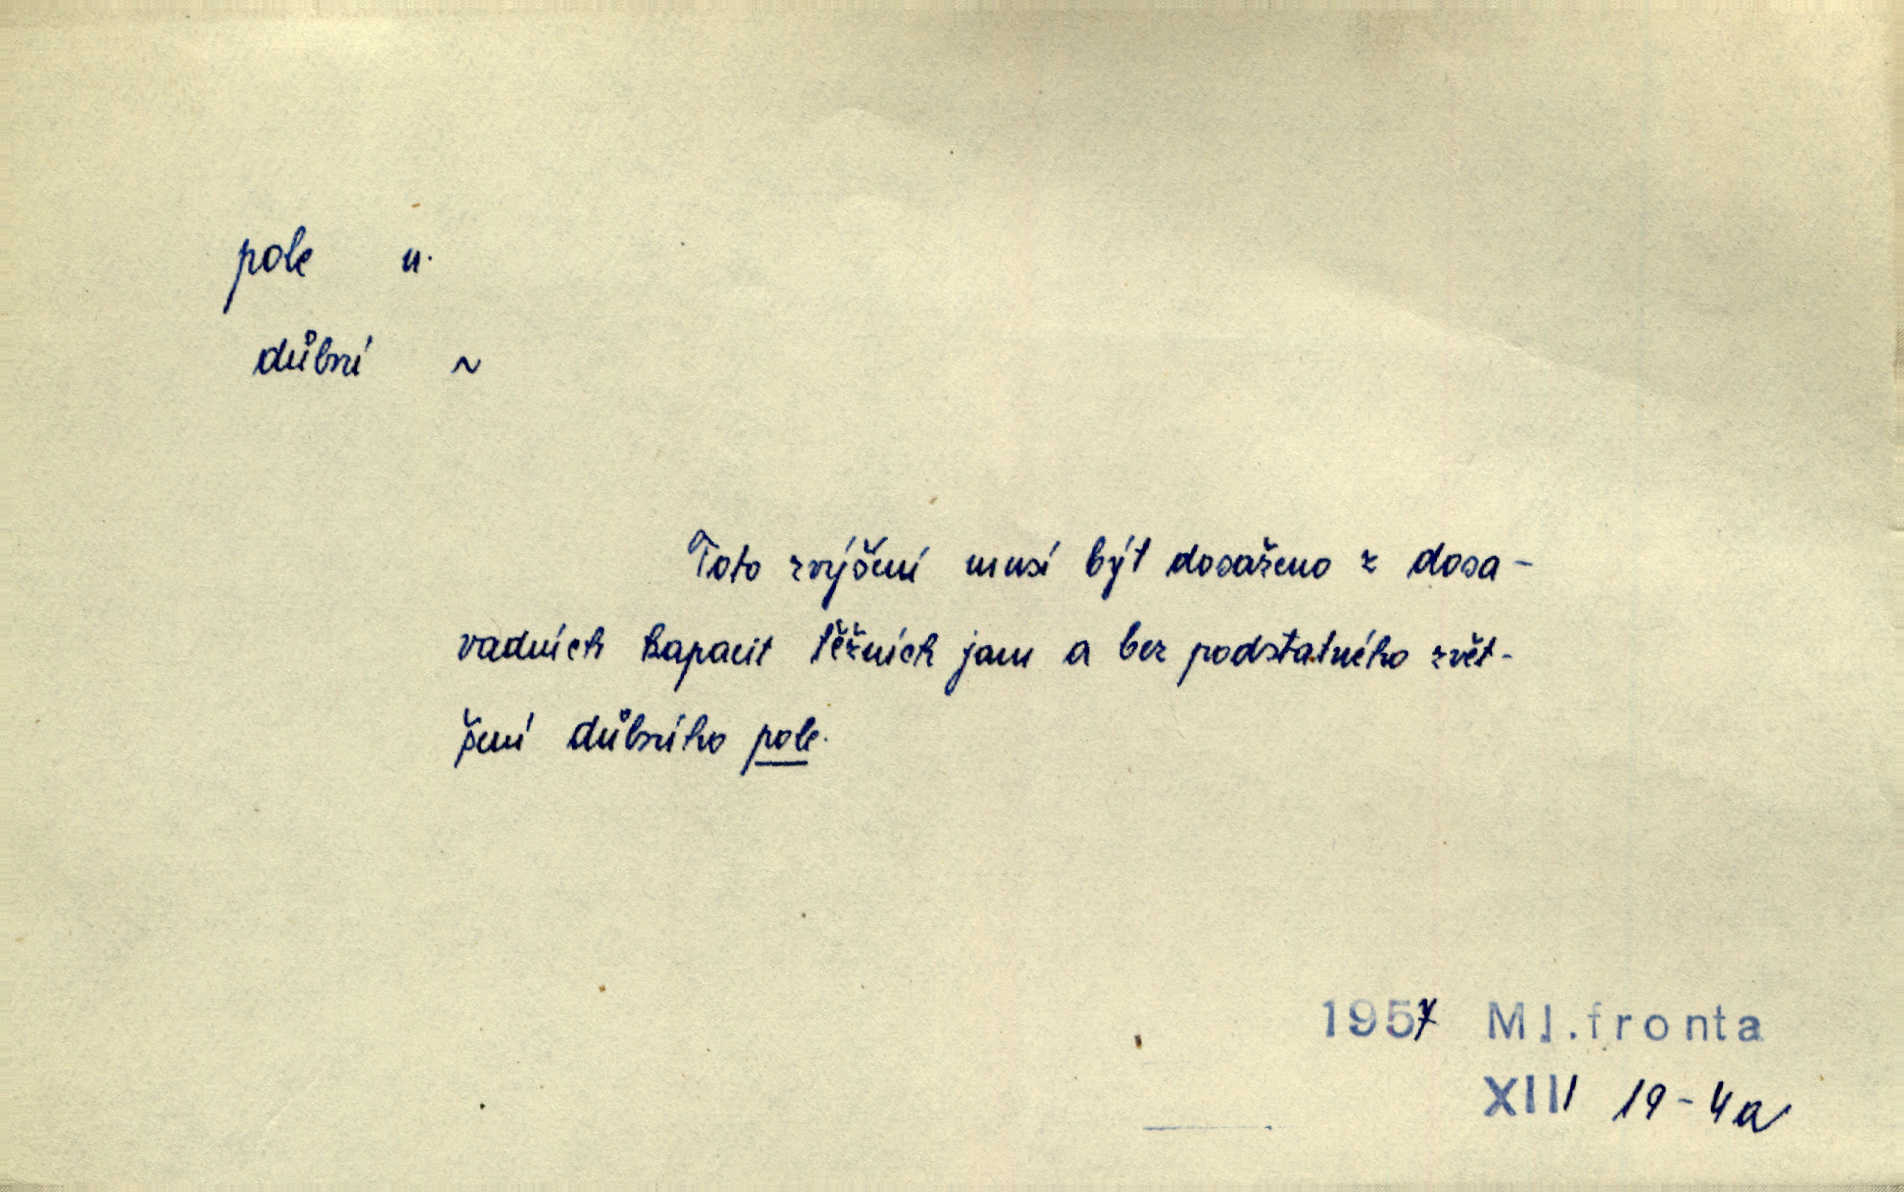 pole n.
důlní ~
Toto zvýšení musí být dosaženo z dosa-
vadních kapacit těžních jam a bez podstatného zvět-
šení důlního pole.
1957 Ml.fronta
XIII 19-4a